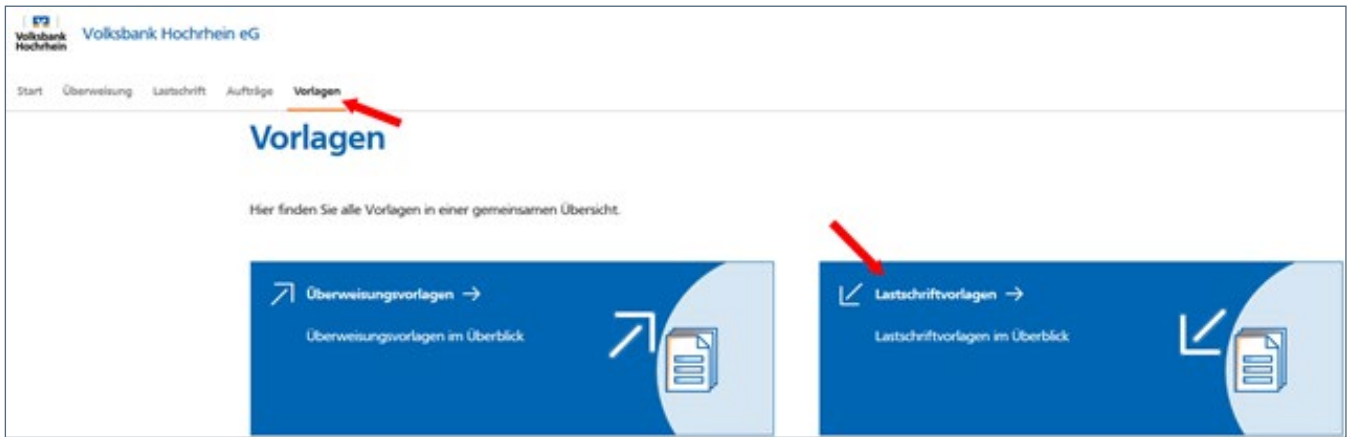 Volksbank
Hochrhein
Volksbank Hochrhein eG
Start Überweisung Lastschrift Aufträge Vorlagen
Vorlagen
Hier finden Sie alle Vorlagen in einer gemeinsamen Übersicht.
Überweisungsvorlagen →
Überweisungsvorlagen im Überblick
Lastschriftvorlagen →
Lastschriftvorlagen im Überblick